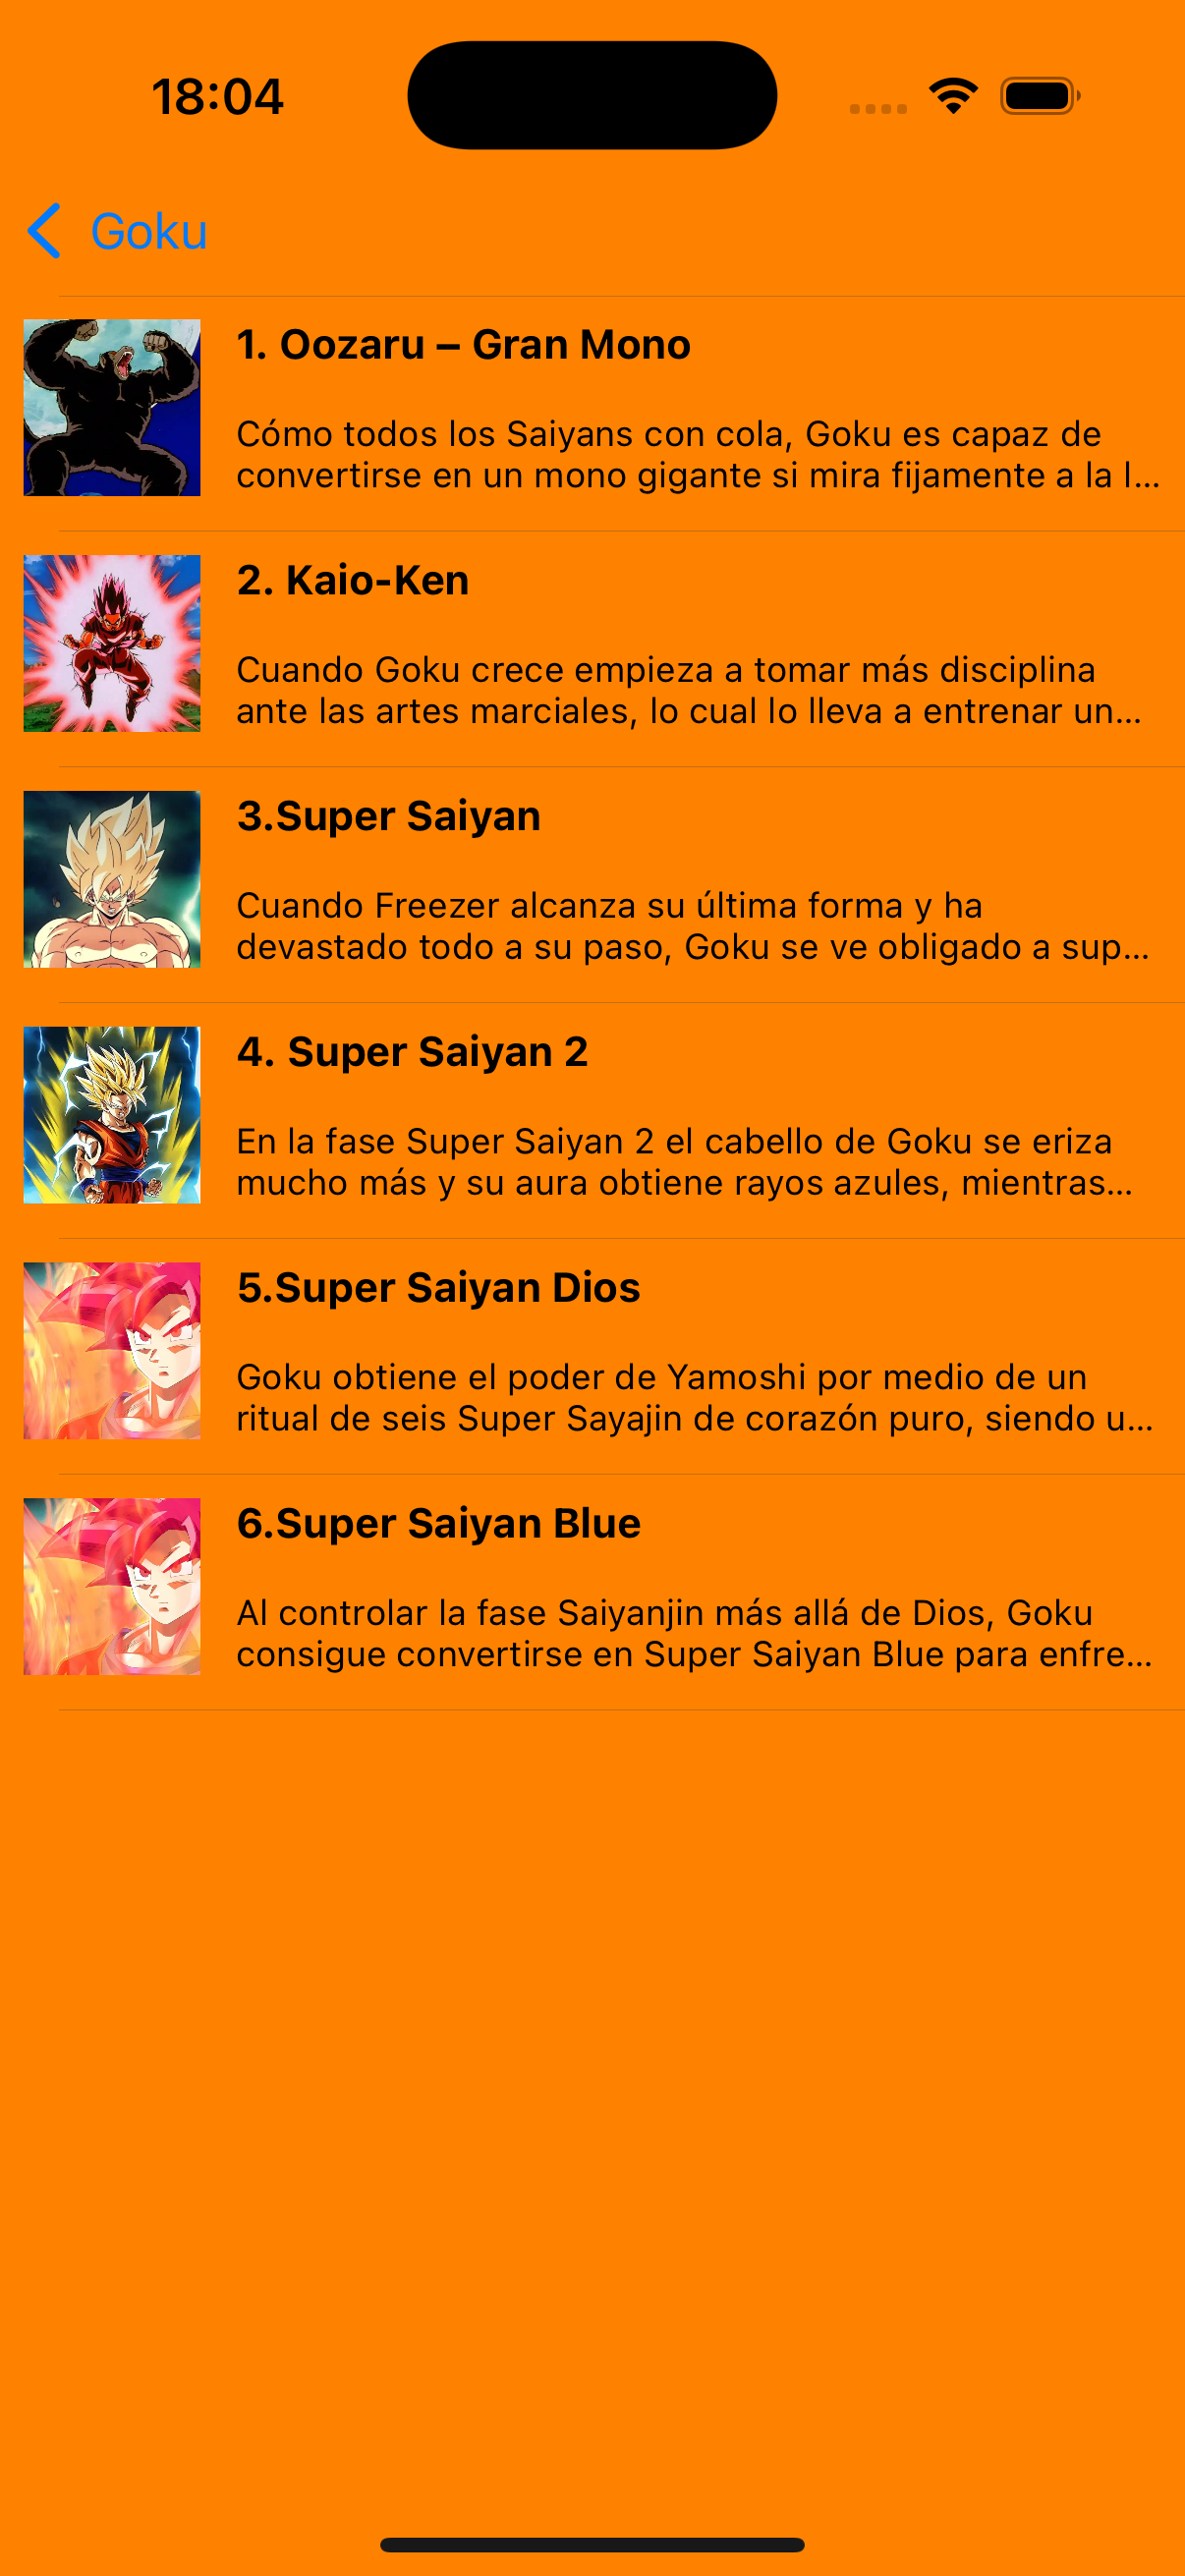 18:04
Goku
1. Oozaru – Gran Mono
Cómo todos los Saiyans con cola, Goku es capaz de
convertirse en un mono gigante si mira fijamente a la l...
2. Kaio-Ken
Cuando Goku crece empieza a tomar más disciplina
ante las artes marciales, lo cual lo lleva a entrenar un...
3.Super Saiyan
Cuando Freezer alcanza su última forma y ha
devastado todo a su paso, Goku se ve obligado a sup...
4. Super Saiyan 2
En la fase Super Saiyan 2 el cabello de Goku se eriza
mucho más y su aura obtiene rayos azules, mientras...
5.Super Saiyan Dios
Goku obtiene el poder de Yamoshi por medio de un
ritual de seis Super Sayajin de corazón puro, siendo u...
6.Super Saiyan Blue
Al controlar la fase Saiyanjin más allá de Dios, Goku
consigue convertirse en Super Saiyan Blue para enfre...